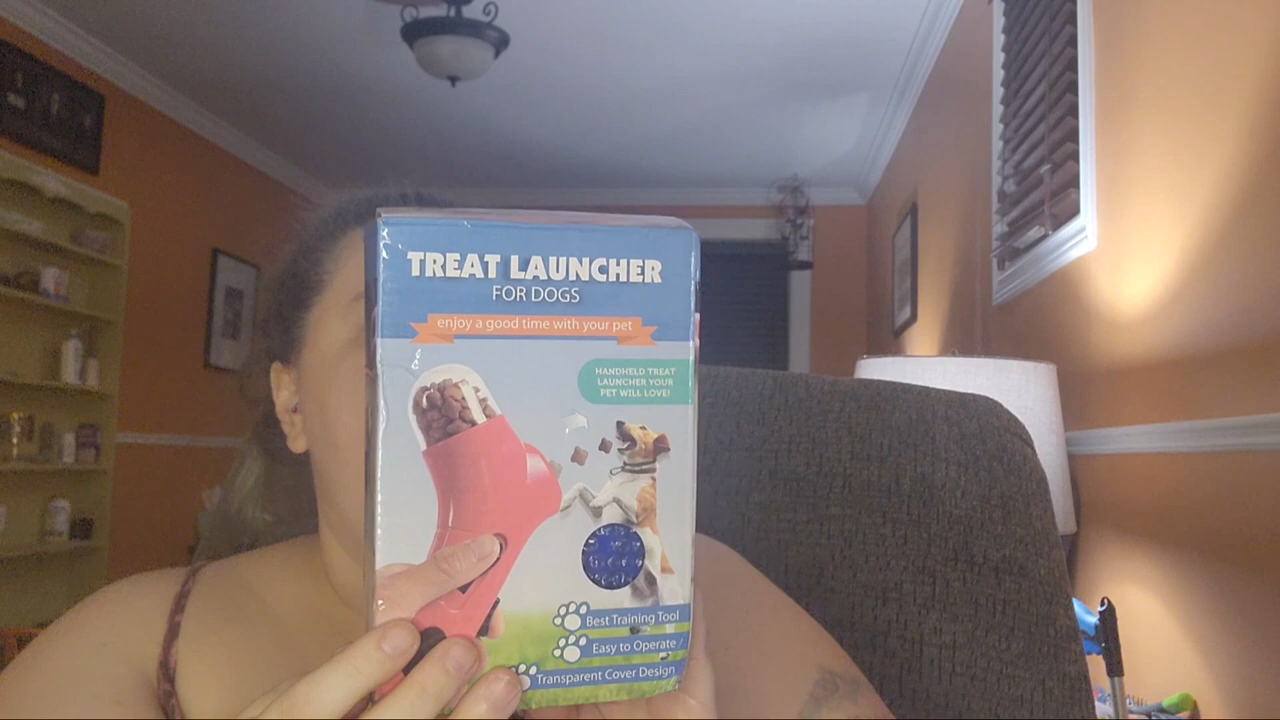 TREAT LAUNCHER
FOR DOGS
enjoy a good time with your pet
HANDHELD TREAT
LAUNCHER YOUR
PET WILL LOVE!
Best Training Tool
Easy to Operate
Transparent Cover Design